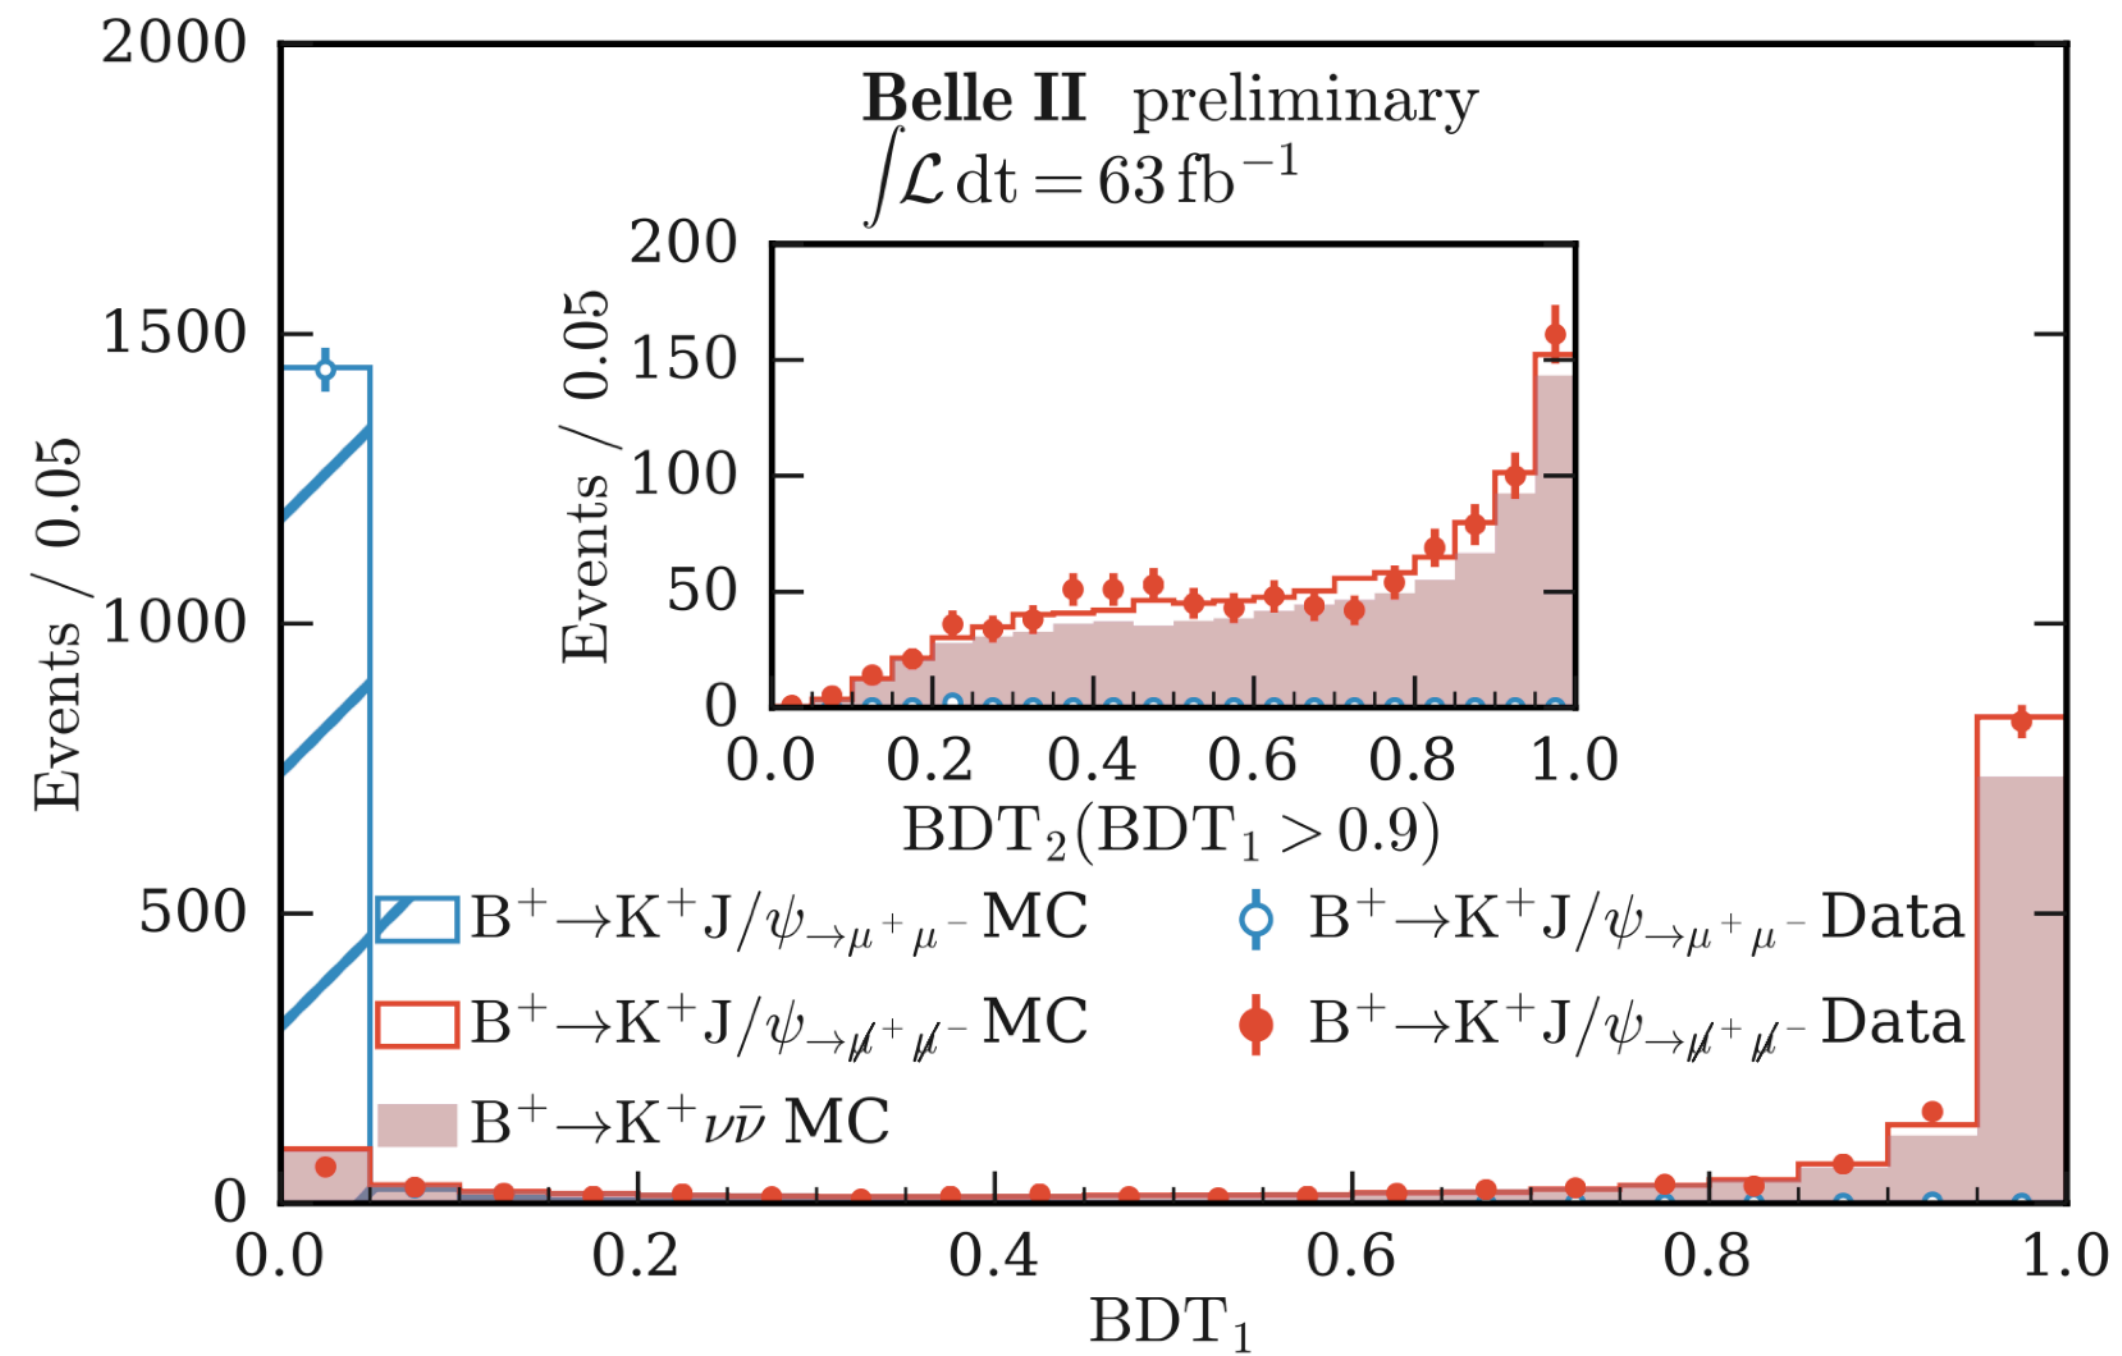 2000
1500
1000
500
0
Events / 0.05
Belle II preliminary
∫ℒ dt = 63 fb⁻¹
200
150
100
50
0
Events / 0.05
0.0 0.2 0.4 0.6 0.8 1.0
BDT₂(BDT₁ > 0.9)
B⁺→K⁺J/ψ→μ⁺μ⁻ MC
B⁺→K⁺J/ψ→μ̸⁺μ̸⁻ MC
B⁺→K⁺νν̄ MC
B⁺→K⁺J/ψ→μ⁺μ⁻ Data
B⁺→K⁺J/ψ→μ̸⁺μ̸⁻ Data
0.0 0.2 0.4 0.6 0.8 1.0
BDT₁